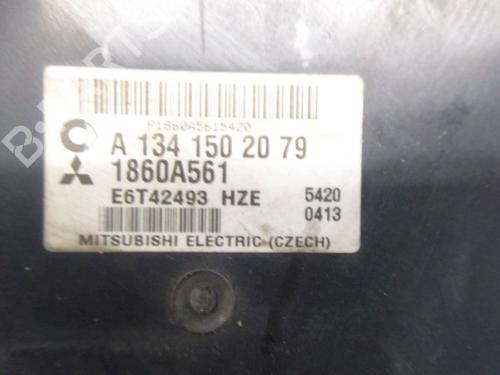 P1860A5615420
A 134 150 20 79
1860A561
E6T42493 HZE 5420
0413
MITSUBISHI ELECTRIC (CZECH)